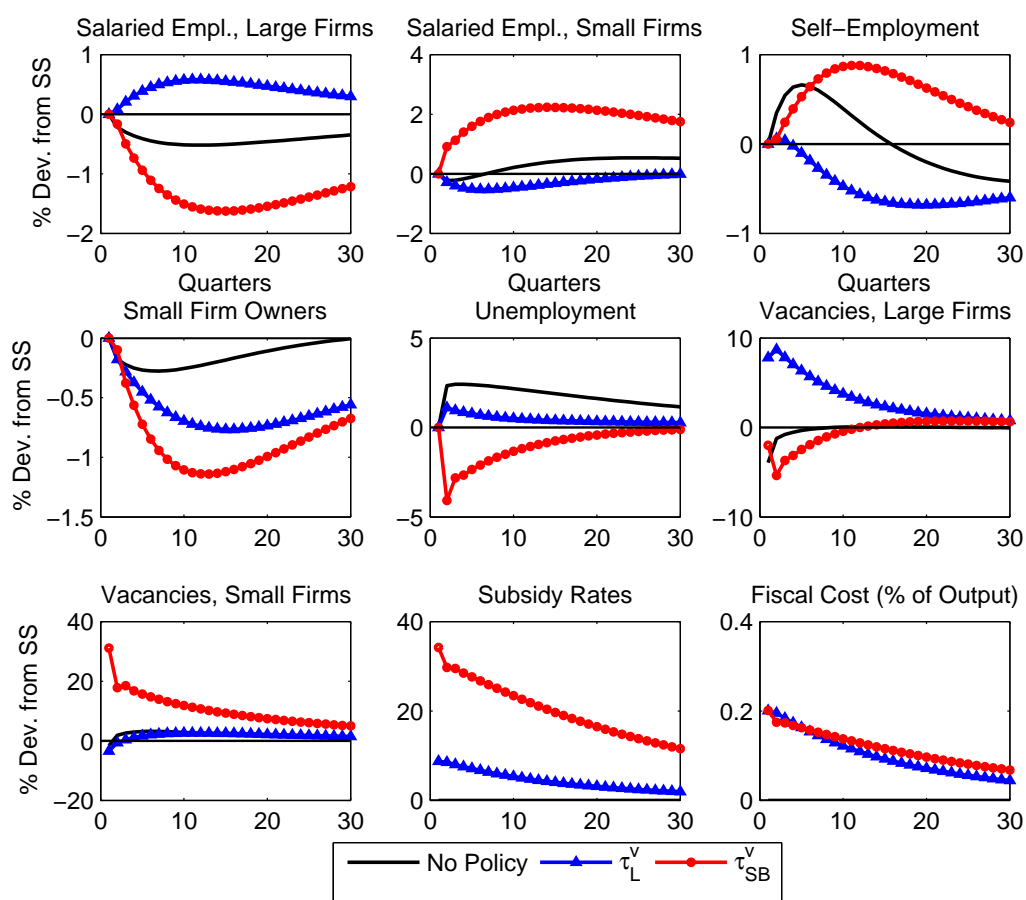 Salaried Empl., Large Firms
% Dev. from SS
1
0
−1
−2
0 10 20 30
Quarters
Salaried Empl., Small Firms
4
2
0
−2
0 10 20 30
Self−Employment
1
0
−1
0 10 20 30
Quarters
Small Firm Owners
% Dev. from SS
0
−0.5
−1
−1.5
0 10 20 30
Unemployment
5
0
−5
0 10 20 30
Vacancies, Large Firms
10
0
−10
0 10 20 30
Vacancies, Small Firms
% Dev. from SS
40
20
0
−20
0 10 20 30
Subsidy Rates
40
20
0
0 10 20 30
Fiscal Cost (% of Output)
0.4
0.2
0
0 10 20 30
No Policy τ_L^v τ_SB^v